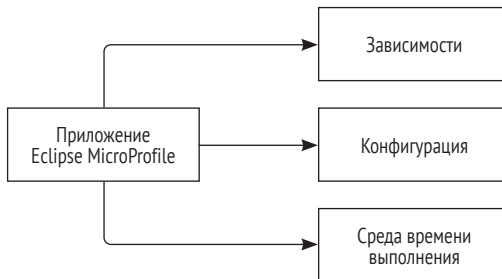 Зависимости
Приложение
Eclipse MicroProfile
Конфигурация
Среда времени
выполнения